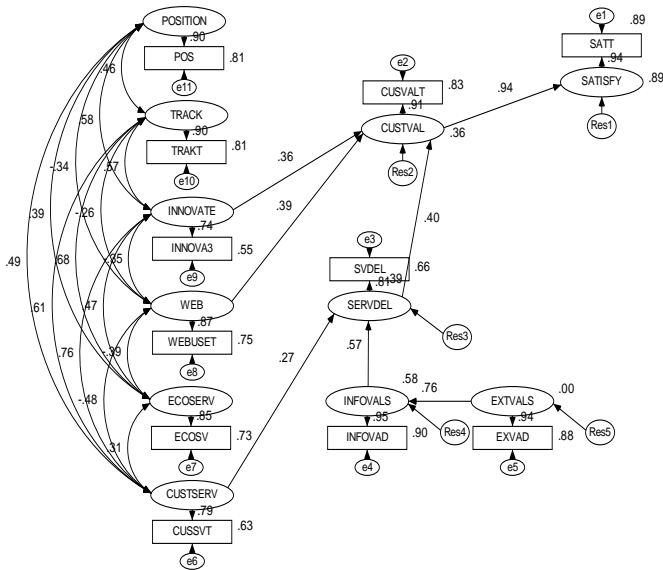 e1
.89
SATT
.94
POSITION
.90
SATISFY
.89
POS
.81
e2
.94
.46
CUSVALT
.83
Res1
e11
.91
TRACK
CUSTVAL
.36
.58
.90
TRAKT
.81
-.34
.57
.36
Res2
e10
.39
-.26
INNOVATE
.39
.40
.74
.49
.68
.35
INNOVA3
.55
e3
SVDEL
.39
.66
e9
.81
.61
.47
WEB
SERVDEL
.87
Res3
.76
-.39
WEBUSET
.75
.27
.57
e8
-.48
ECOSERV
INFOVALS
.58
.76
EXTVALS
.00
.85
.95
.94
ECOSV
.73
INFOVAD
.90
Res4
EXVAD
.88
Res5
.31
e7
e4
e5
CUSTSERV
.79
CUSSVT
.63
e6